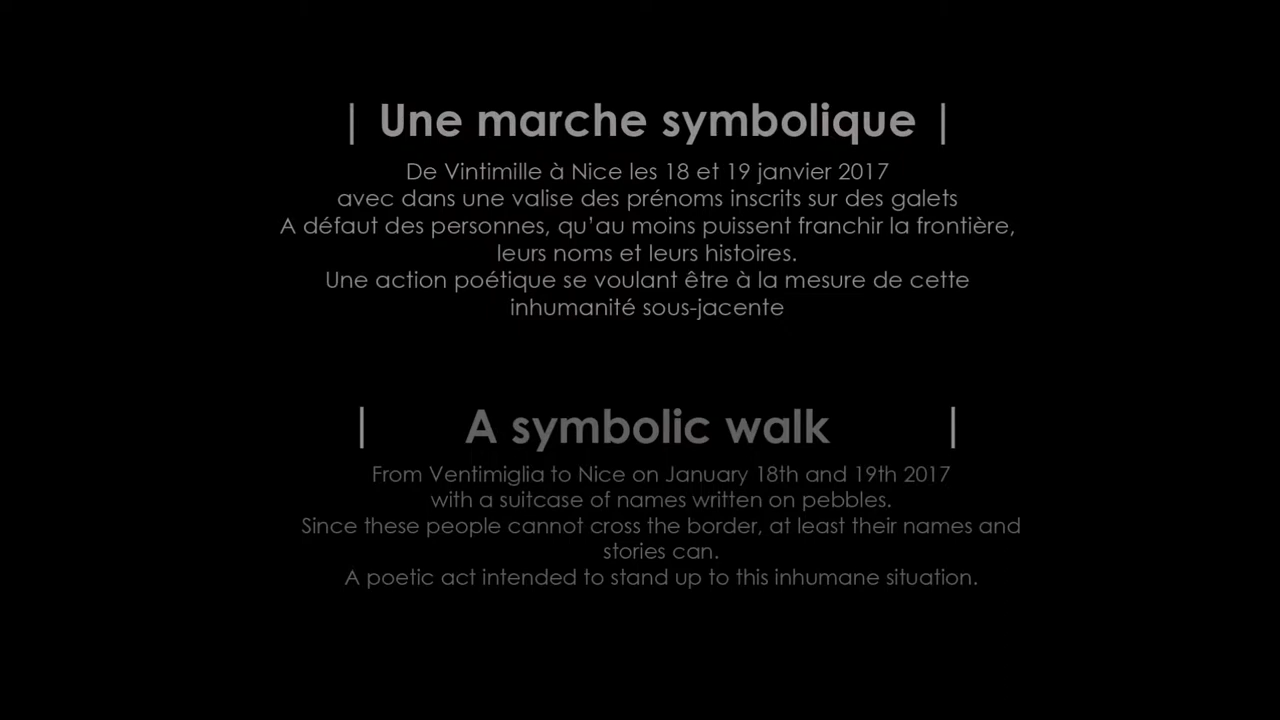 | Une marche symbolique |
De Vintimille à Nice les 18 et 19 janvier 2017
avec dans une valise des prénoms inscrits sur des galets
A défaut des personnes, qu’au moins puissent franchir la frontière,
leurs noms et leurs histoires.
Une action poétique se voulant être à la mesure de cette
inhumanité sous-jacente
| A symbolic walk |
From Ventimiglia to Nice on January 18th and 19th 2017
with a suitcase of names written on pebbles.
Since these people cannot cross the border, at least their names and
stories can.
A poetic act intended to stand up to this inhumane situation.